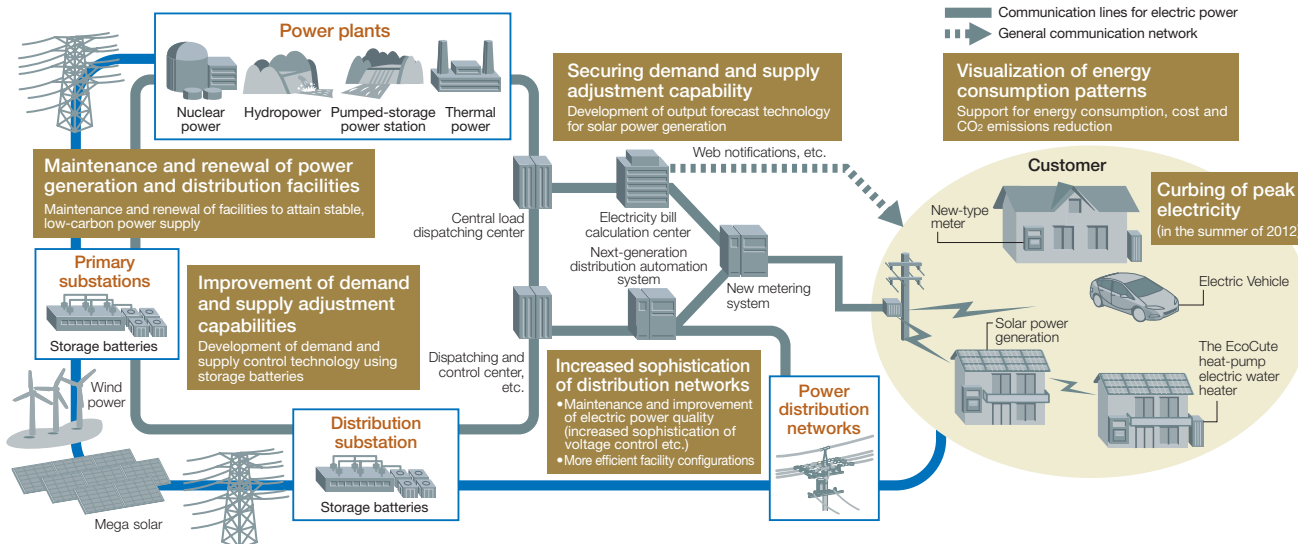 Communication lines for electric power
General communication network
Power plants
Nuclear
power
Hydropower
Pumped-storage
power station
Thermal
power
Securing demand and supply
adjustment capability
Development of output forecast technology
for solar power generation
Visualization of energy
consumption patterns
Support for energy consumption, cost and
CO2 emissions reduction
Maintenance and renewal of power
generation and distribution facilities
Maintenance and renewal of facilities to attain stable,
low-carbon power supply
Web notifications, etc.
Customer
New-type
meter
Curbing of peak
electricity
(in the summer of 2012)
Central load
dispatching center
Electricity bill
calculation center
Next-generation
distribution automation
system
New metering
system
Primary
substations
Storage batteries
Improvement of demand
and supply adjustment
capabilities
Development of demand and
supply control technology using
storage batteries
Electric Vehicle
Solar power
generation
The EcoCute
heat-pump
electric water
heater
Dispatching and
control center,
etc.
Increased sophistication
of distribution networks
•Maintenance and improvement
of electric power quality
(increased sophistication of
voltage control etc.)
•More efficient facility configurations
Power
distribution
networks
Wind
power
Distribution
substation
Storage batteries
Mega solar